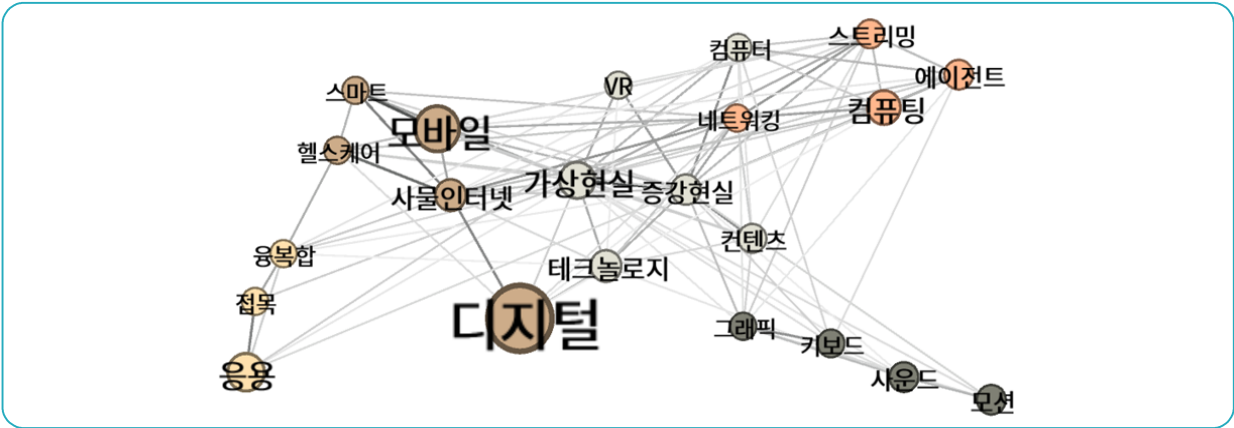 스트리밍
컴퓨터
에이전트
VR
스마트
컴퓨팅
네트워킹
모바일
헬스케어
가상현실
증강현실
사물인터넷
컨텐츠
융복합
테크놀로지
접목
디지털
그래픽
키보드
응용
사운드
모션